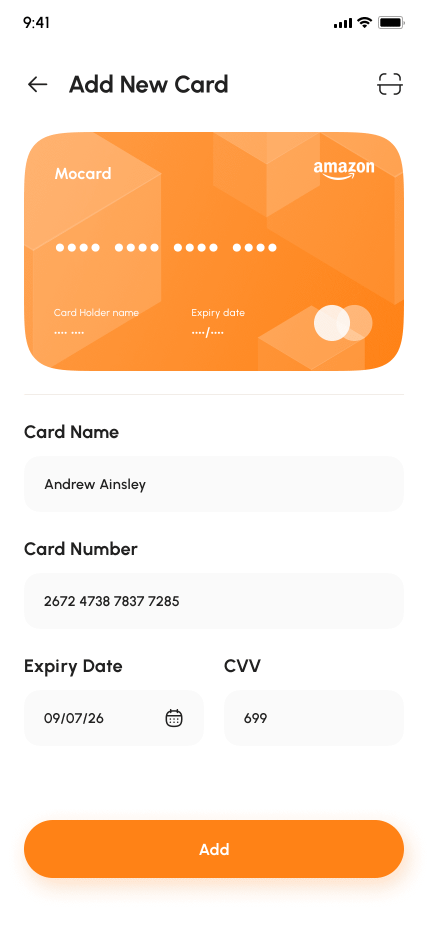 9:41
Add New Card
Mocard
amazon
●●●● ●●●● ●●●● ●●●●
Card Holder name
Expiry date
•••• ••••
••••/••••
Card Name
Andrew Ainsley
Card Number
2672 4738 7837 7285
Expiry Date
CVV
09/07/26
699
Add